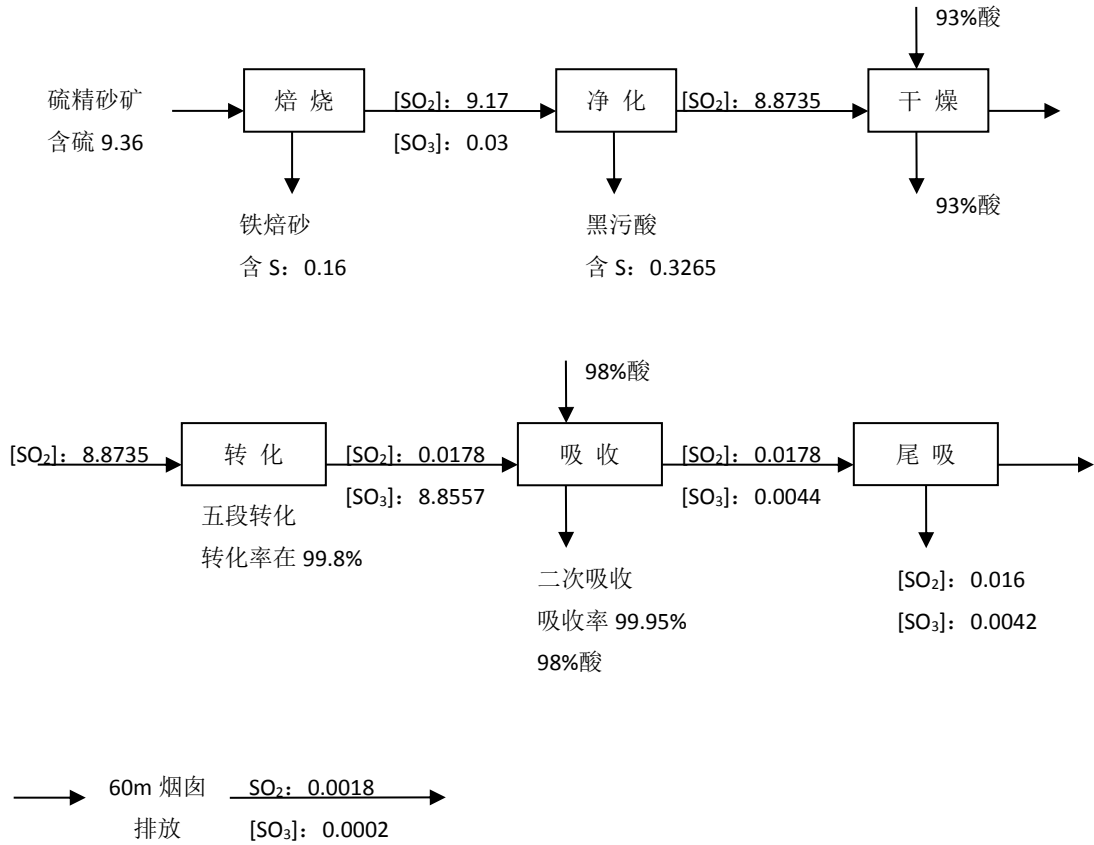 93%酸
硫精砂矿
含硫 9.36
焙 烧
[SO₂]：9.17
[SO₃]：0.03
净 化
[SO₂]：8.8735
干 燥
铁焙砂
含 S：0.16
黑污酸
含 S：0.3265
93%酸
98%酸
[SO₂]：8.8735
转 化
[SO₂]：0.0178
[SO₃]：8.8557
吸 收
[SO₂]：0.0178
[SO₃]：0.0044
尾 吸
五段转化
转化率在 99.8%
二次吸收
吸收率 99.95%
98%酸
[SO₂]：0.016
[SO₃]：0.0042
60m 烟囱
排放
SO₂：0.0018
[SO₃]：0.0002